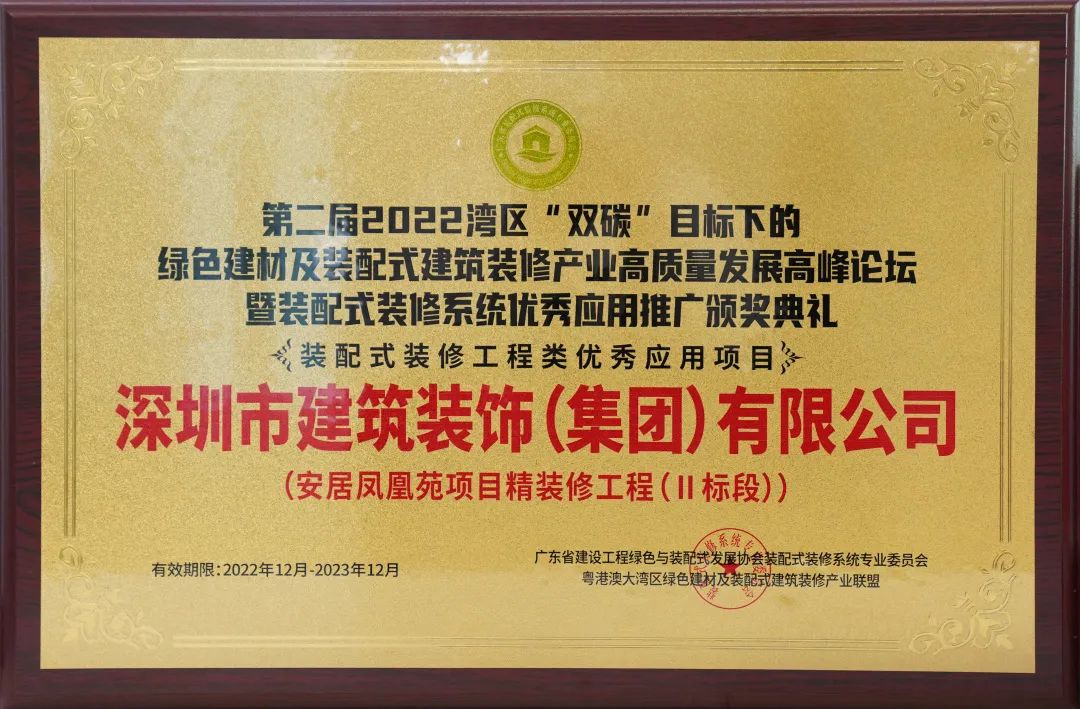 第二届2022湾区“双碳”目标下的
绿色建材及装配式建筑装修产业高质量发展高峰论坛
暨装配式装修系统优秀应用推广颁奖典礼
装配式装修工程类优秀应用项目
深圳市建筑装饰(集团)有限公司
(安居凤凰苑项目精装修工程(Ⅱ标段))
有效期限:2022年12月-2023年12月
广东省建设工程绿色与装配式发展协会装配式装修系统专业委员会
粤港澳大湾区绿色建材及装配式建筑装修产业联盟